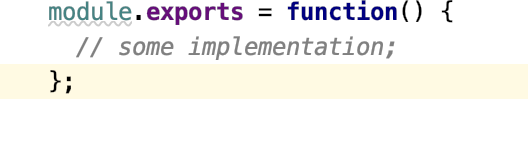 module.exports = function() {
  // some implementation;
};